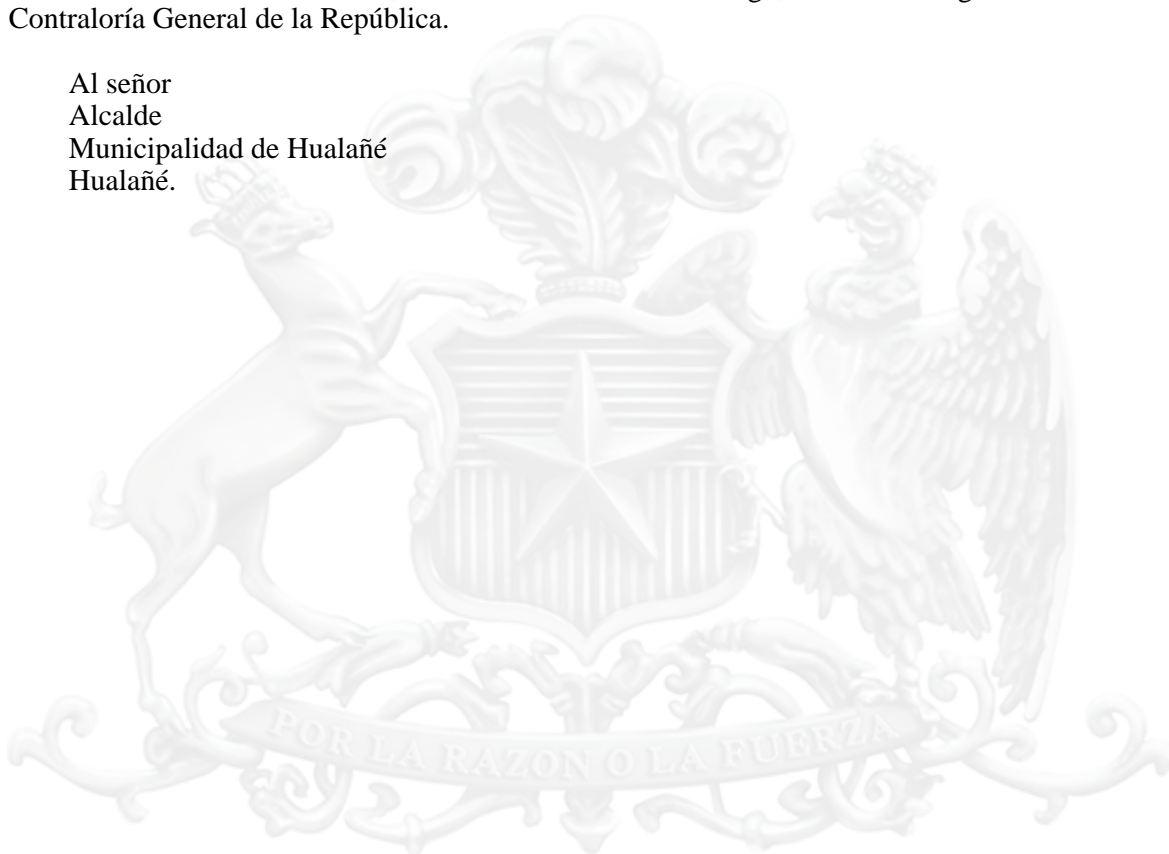 Contraloría General de la República.
Al señor
Alcalde
Municipalidad de Hualañé
Hualañé.
POR LA RAZON O LA FUERZA